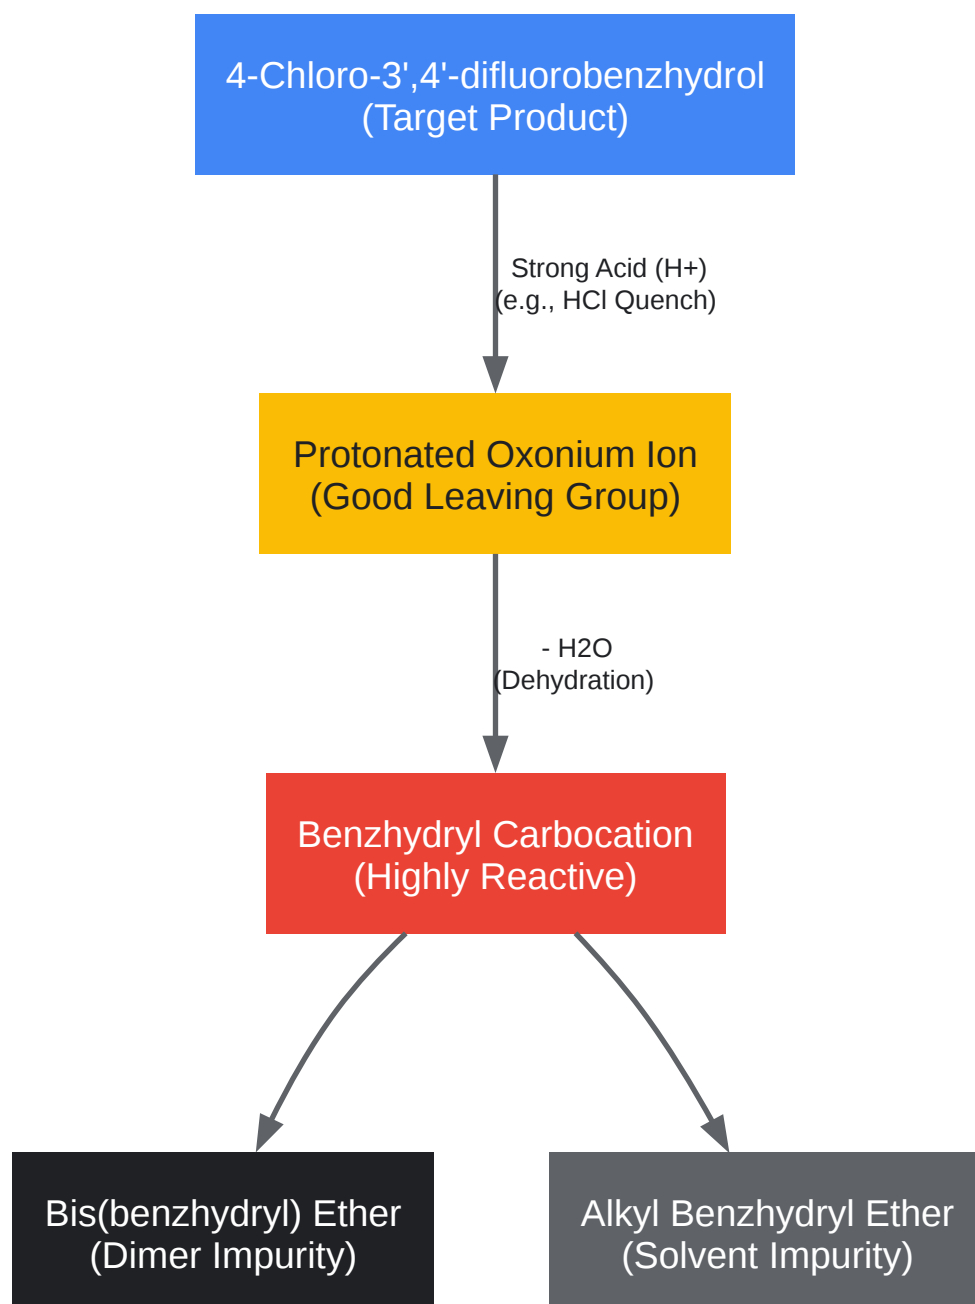 4-Chloro-3',4'-difluorobenzhydrol
(Target Product)
Strong Acid (H+)
(e.g., HCl Quench)
Protonated Oxonium Ion
(Good Leaving Group)
- H2O
(Dehydration)
Benzhydryl Carbocation
(Highly Reactive)
Bis(benzhydryl) Ether
(Dimer Impurity)
Alkyl Benzhydryl Ether
(Solvent Impurity)